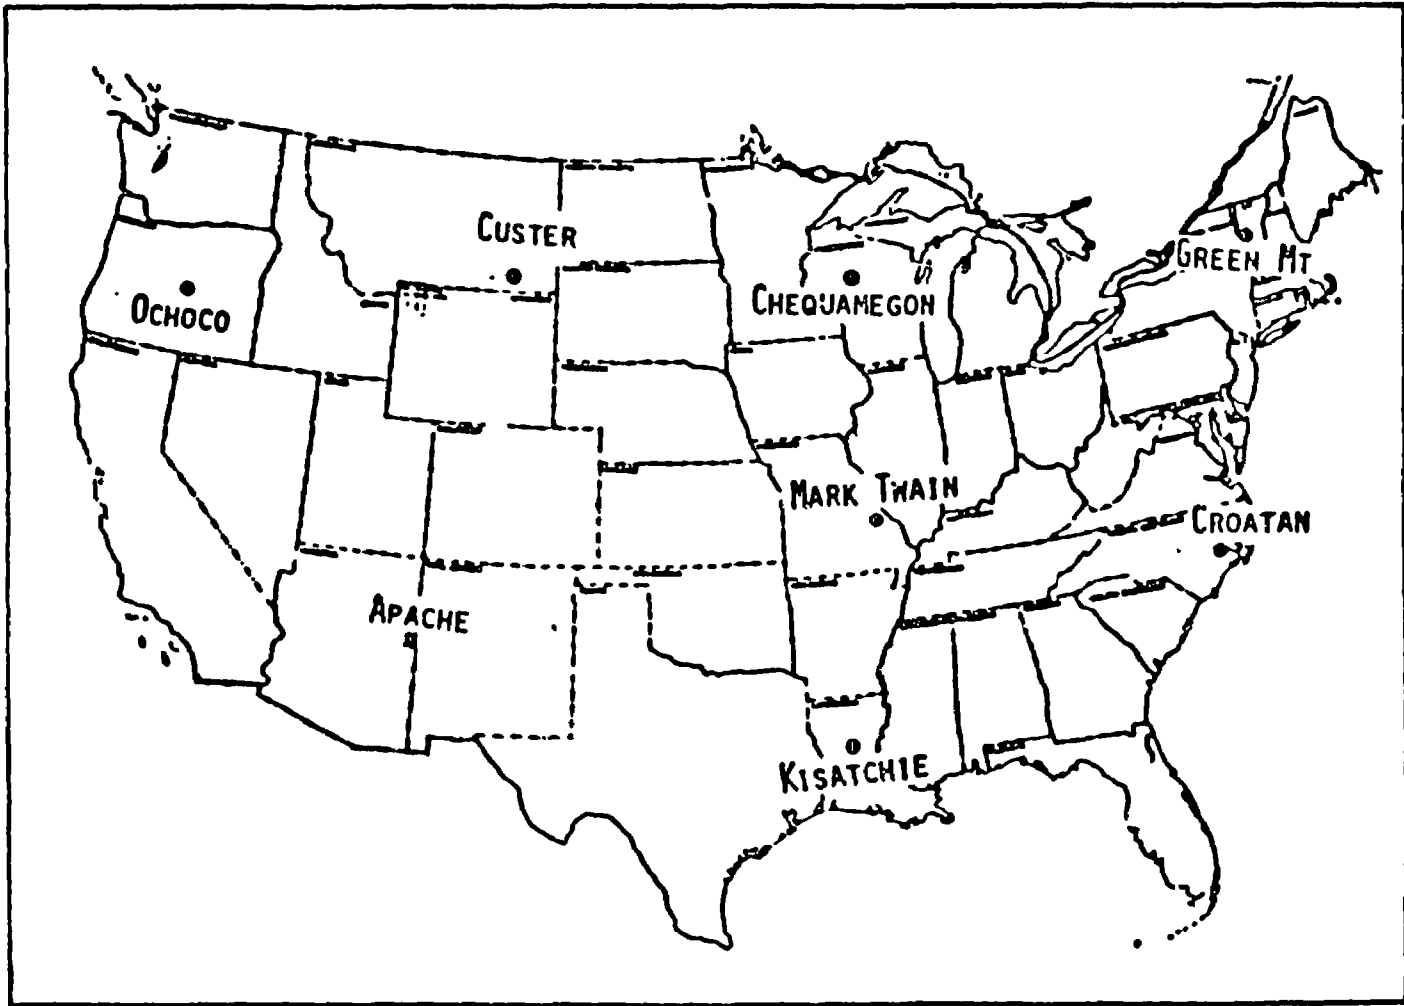 CUSTER
GREEN MT
OCHOCO
CHEQUAMEGON
MARK TWAIN
CROATAN
APACHE
KISATCHIE